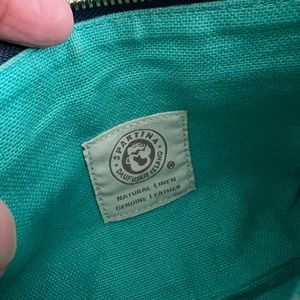 SPARTINA
DAUFUSKIE ISLAND
®
NATURAL LINEN
GENUINE LEATHER